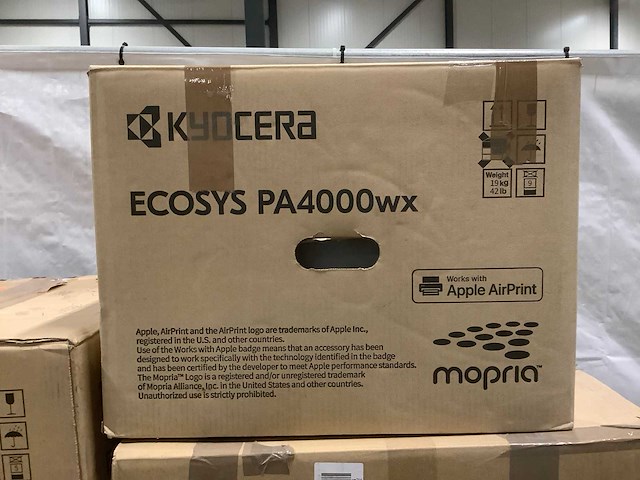 KYOCERA
Weight
19 kg
42 lb
9
ECOSYS PA4000wx
Works with
Apple AirPrint
Apple, AirPrint and the AirPrint logo are trademarks of Apple Inc.,
registered in the U.S. and other countries.
Use of the Works with Apple badge means that an accessory has been
designed to work specifically with the technology identified in the badge
and has been certified by the developer to meet Apple performance standards.
The Mopria™ Logo is a registered and/or unregistered trademark
of Mopria Alliance, Inc. in the United States and other countries.
Unauthorized use is strictly prohibited.
mopria™